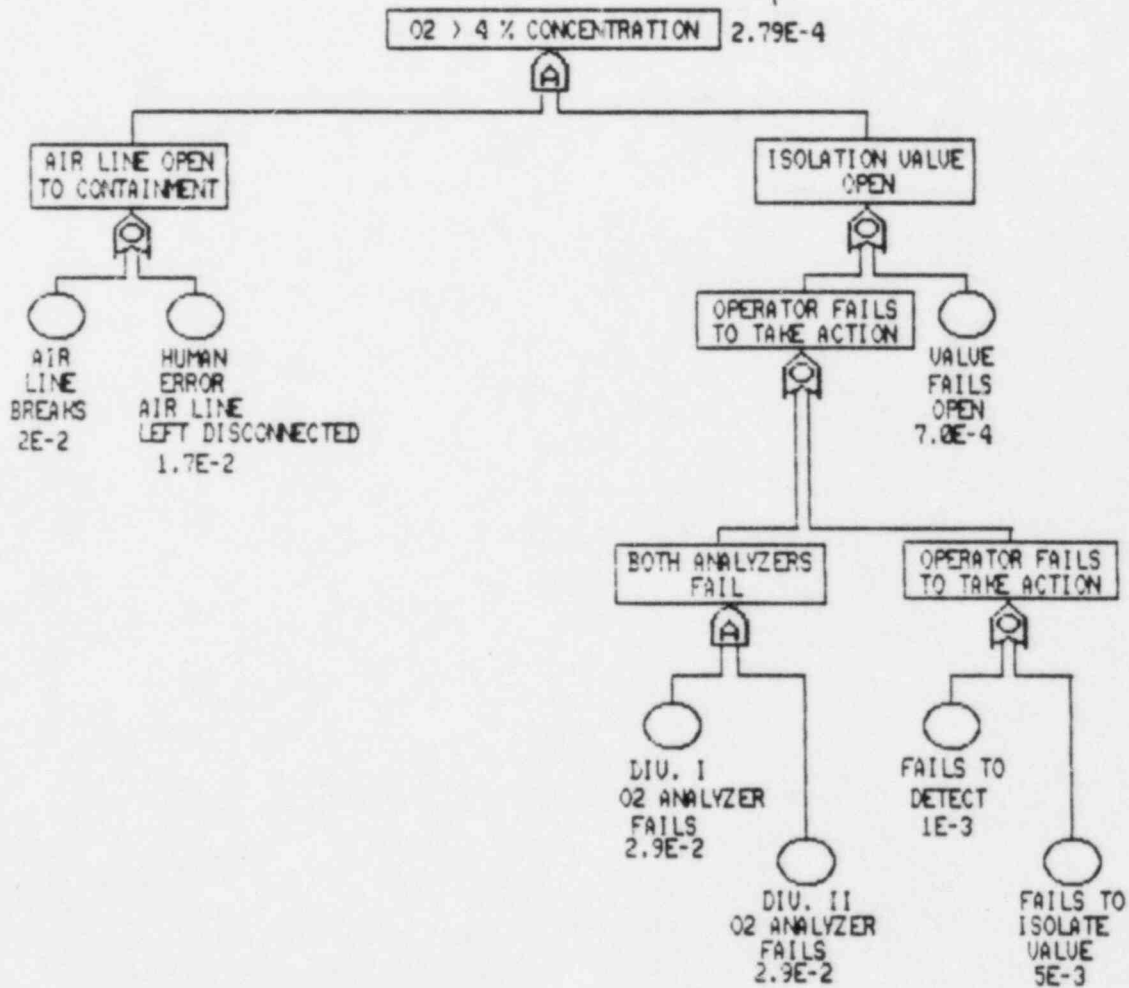 O2 > 4 % CONCENTRATION 2.79E-4
A
AIR LINE OPEN
TO CONTAINMENT
ISOLATION VALVE
OPEN
O
O
OPERATOR FAILS
TO TAKE ACTION
AIR
LINE
BREAKS
2E-2
HUMAN
ERROR
AIR LINE
LEFT DISCONNECTED
1.7E-2
VALVE
FAILS
OPEN
7.0E-4
O
BOTH ANALYZERS
FAIL
OPERATOR FAILS
TO TAKE ACTION
A
O
DIV. I
O2 ANALYZER
FAILS
2.9E-2
FAILS TO
DETECT
1E-3
DIV. II
O2 ANALYZER
FAILS
2.9E-2
FAILS TO
ISOLATE
VALVE
5E-3